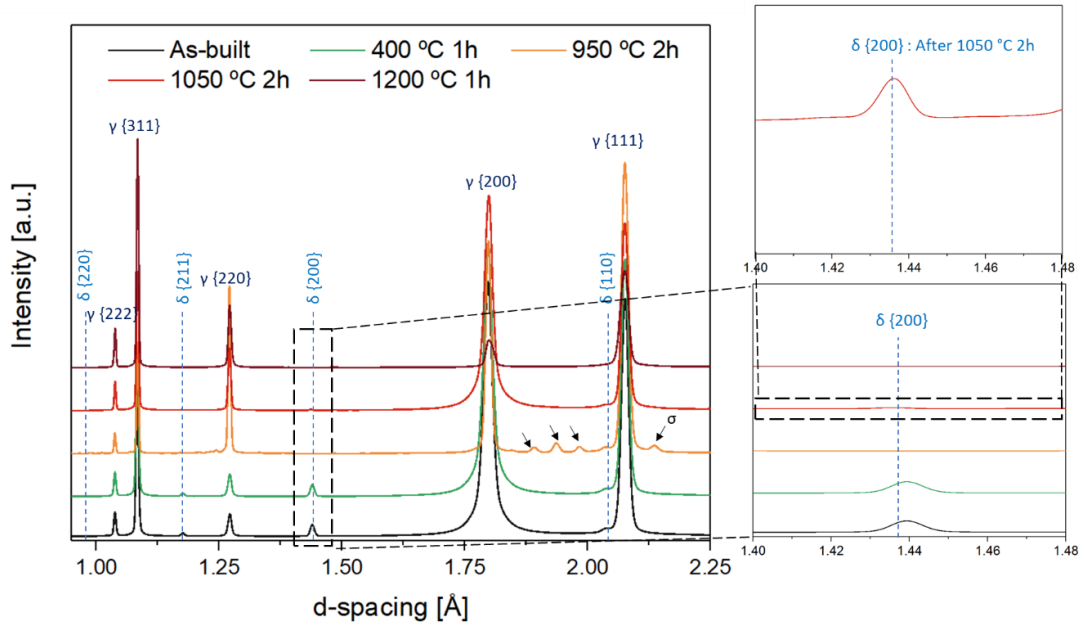 As-built 400 ºC 1h 950 ºC 2h
1050 ºC 2h 1200 ºC 1h
γ {311}
γ {111}
γ {200}
δ {220}
δ {211}
γ {220}
δ {200}
δ {110}
γ {222}
σ
Intensity [a.u.]
1.00 1.25 1.50 1.75 2.00 2.25
d-spacing [Å]
δ {200} : After 1050 °C 2h
1.40 1.42 1.44 1.46 1.48
δ {200}
1.40 1.42 1.44 1.46 1.48